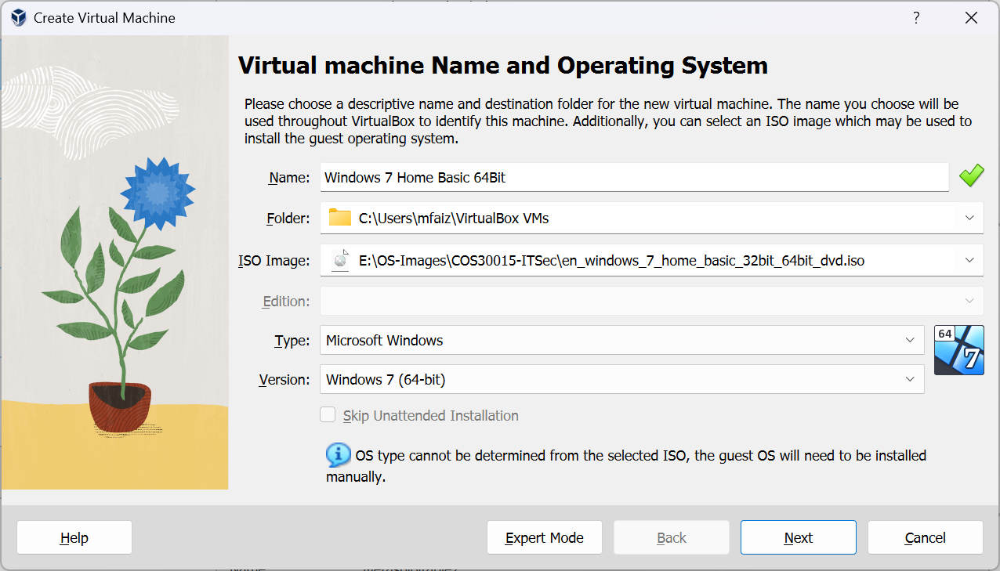 Create Virtual Machine
?
Virtual machine Name and Operating System
Please choose a descriptive name and destination folder for the new virtual machine. The name you choose will be
used throughout VirtualBox to identify this machine. Additionally, you can select an ISO image which may be used to
install the guest operating system.
Name: Windows 7 Home Basic 64Bit
Folder: C:\Users\mfaiz\VirtualBox VMs
ISO Image: E:\OS-Images\COS30015-ITSec\en_windows_7_home_basic_32bit_64bit_dvd.iso
Edition:
Type: Microsoft Windows
64
7
Version: Windows 7 (64-bit)
Skip Unattended Installation
OS type cannot be determined from the selected ISO, the guest OS will need to be installed
manually.
Help Expert Mode Back Next Cancel